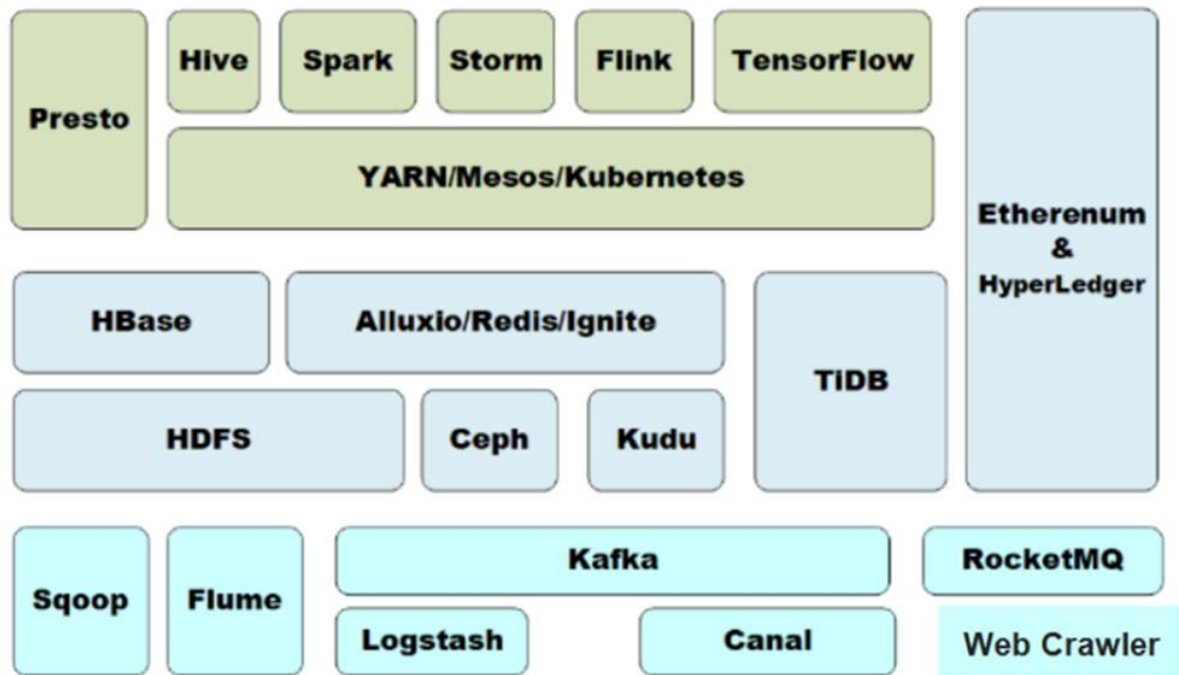 Presto
Hive
Spark
Storm
Flink
TensorFlow
YARN/Mesos/Kubernetes
Etherenum
&
HyperLedger
HBase
Alluxio/Redis/Ignite
TiDB
HDFS
Ceph
Kudu
Sqoop
Flume
Kafka
RocketMQ
Logstash
Canal
Web Crawler